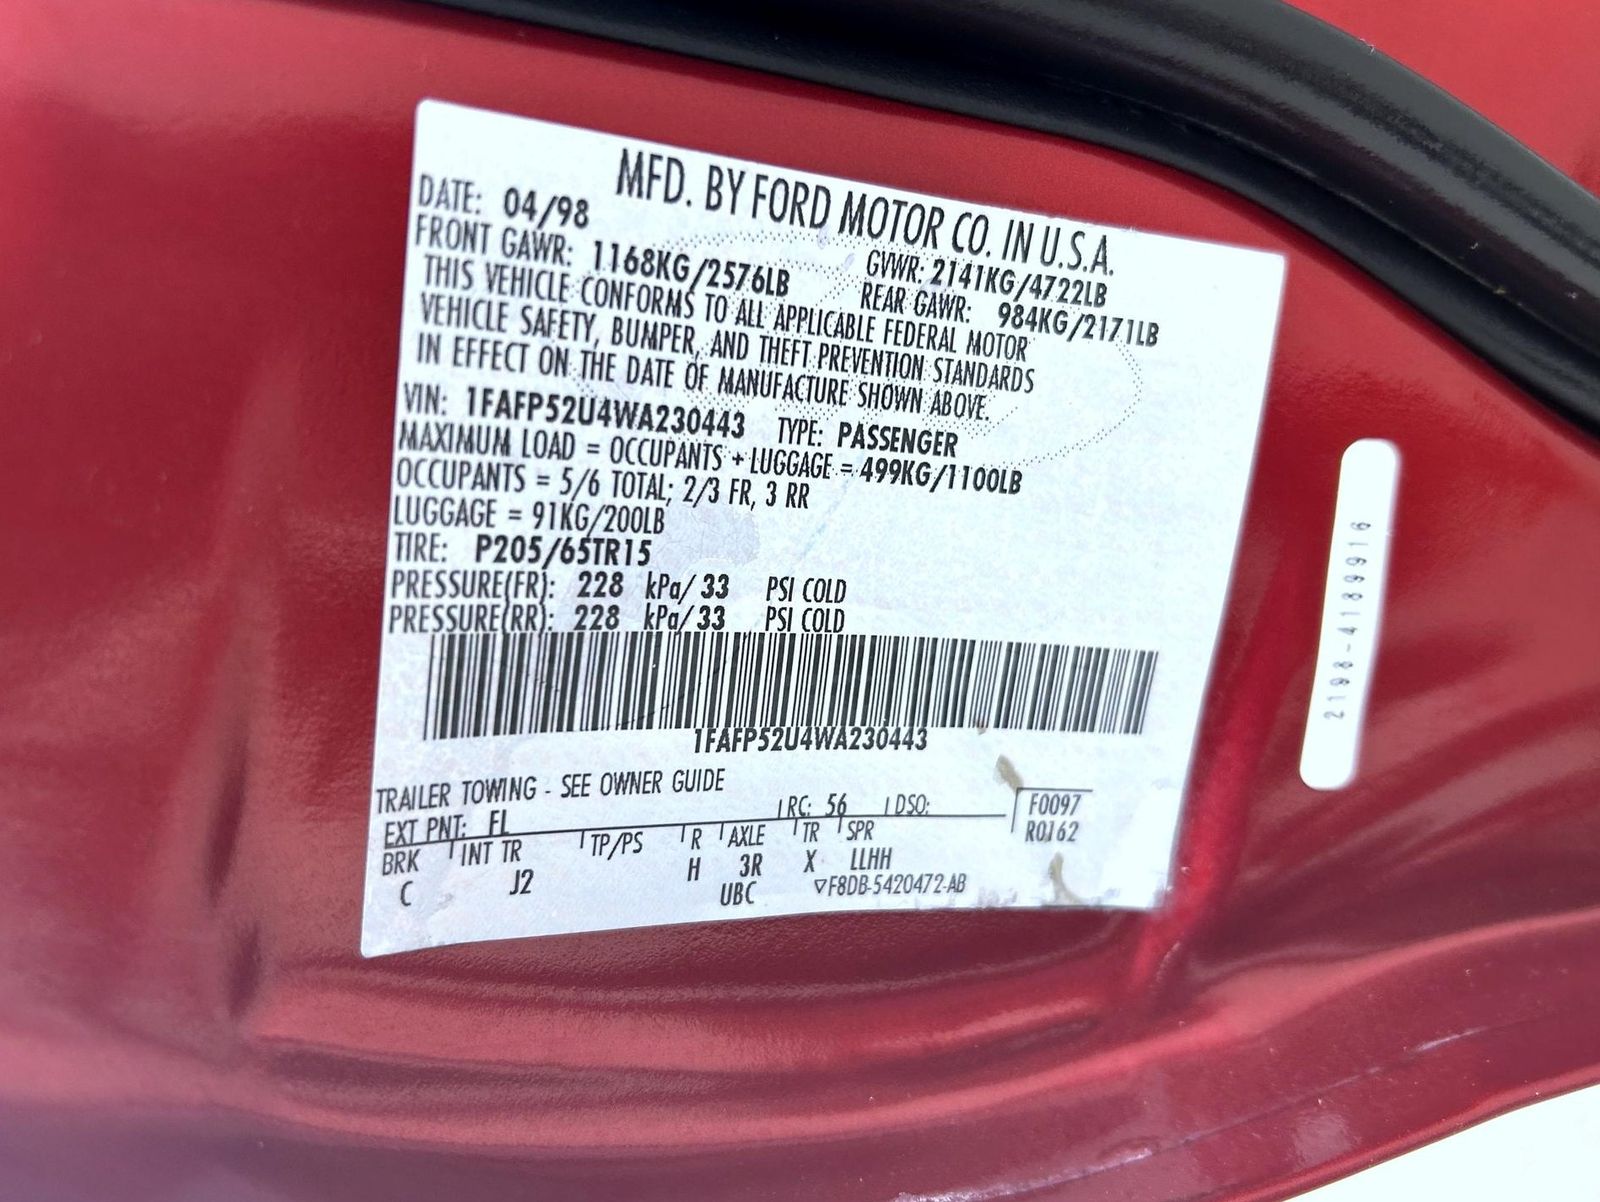 MFD. BY FORD MOTOR CO. IN U.S.A.
DATE: 04/98 GVWR: 2141KG/4722LB
FRONT GAWR: 1168KG/2576LB REAR GAWR: 984KG/2171LB
THIS VEHICLE CONFORMS TO ALL APPLICABLE FEDERAL MOTOR
VEHICLE SAFETY, BUMPER, AND THEFT PREVENTION STANDARDS
IN EFFECT ON THE DATE OF MANUFACTURE SHOWN ABOVE.
VIN: 1FAFP52U4WA230443 TYPE: PASSENGER
MAXIMUM LOAD = OCCUPANTS + LUGGAGE = 499KG/1100LB
OCCUPANTS = 5/6 TOTAL; 2/3 FR, 3 RR
LUGGAGE = 91KG/200LB
TIRE: P205/65TR15
PRESSURE(FR): 228 kPa/ 33 PSI COLD
PRESSURE(RR): 228 kPa/ 33 PSI COLD
1FAFP52U4WA230443
TRAILER TOWING - SEE OWNER GUIDE
EXT PNT: FL RC: 56 DSO: F0097
R0162
BRK INT TR TP/PS R AXLE TR SPR
C J2 H 3R X LLHH
UBC ▽F8DB-5420472-AB
2198-4189916